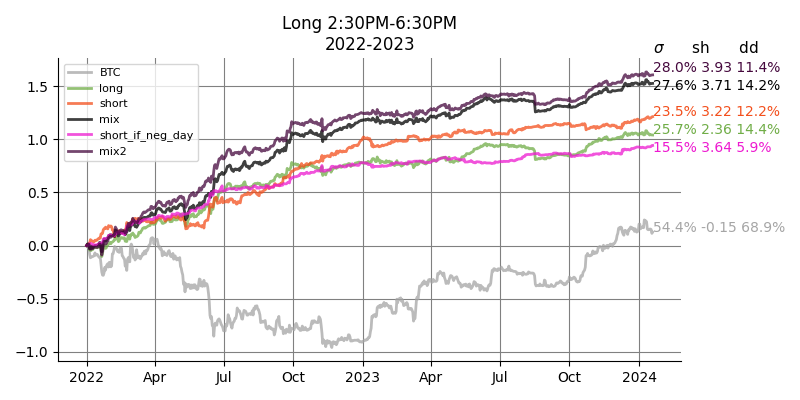 Long 2:30PM-6:30PM
2022-2023
σ sh dd
28.0% 3.93 11.4%
27.6% 3.71 14.2%
23.5% 3.22 12.2%
25.7% 2.36 14.4%
15.5% 3.64 5.9%
54.4% -0.15 68.9%
BTC
long
short
mix
short_if_neg_day
mix2
1.5
1.0
0.5
0.0
−0.5
−1.0
2022 Apr Jul Oct 2023 Apr Jul Oct 2024